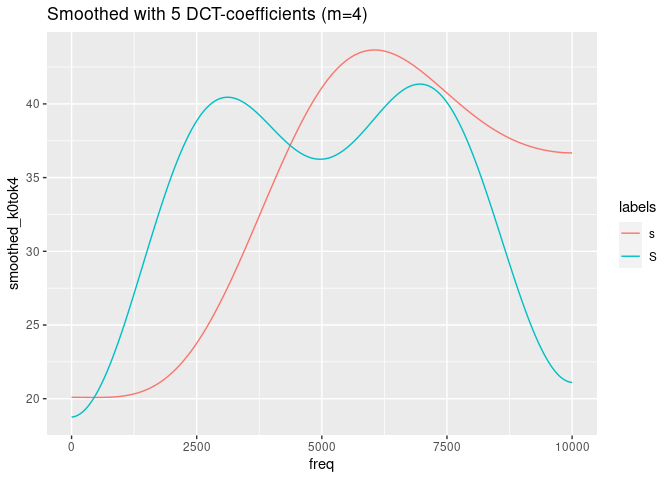 Smoothed with 5 DCT-coefficients (m=4)
smoothed_k0tok4
40
35
30
25
20
0 2500 5000 7500 10000
freq
labels
s
S